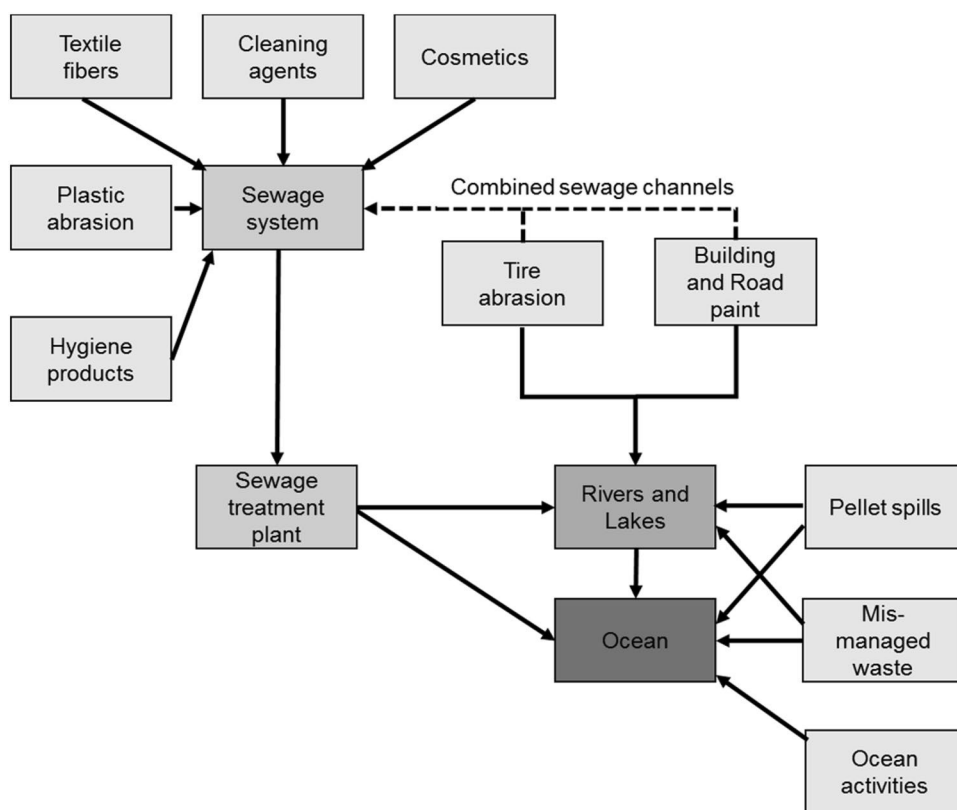 Textile
fibers
Cleaning
agents
Cosmetics
Plastic
abrasion
Sewage
system
Combined sewage channels
Tire
abrasion
Building
and Road
paint
Hygiene
products
Sewage
treatment
plant
Rivers and
Lakes
Pellet spills
Ocean
Mis-
managed
waste
Ocean
activities